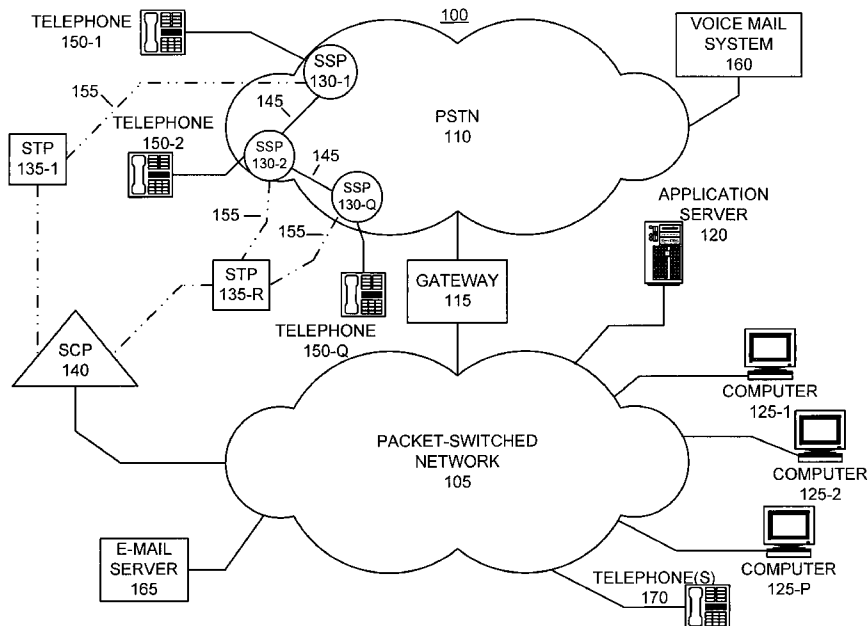 100
TELEPHONE
150-1
SSP
130-1
VOICE MAIL
SYSTEM
160
155
145
PSTN
110
TELEPHONE
150-2
STP
135-1
SSP
130-2
145
SSP
130-Q
155
155
APPLICATION
SERVER
120
STP
135-R
GATEWAY
115
TELEPHONE
150-Q
SCP
140
COMPUTER
125-1
PACKET-SWITCHED
NETWORK
105
COMPUTER
125-2
E-MAIL
SERVER
165
COMPUTER
125-P
TELEPHONE(S)
170